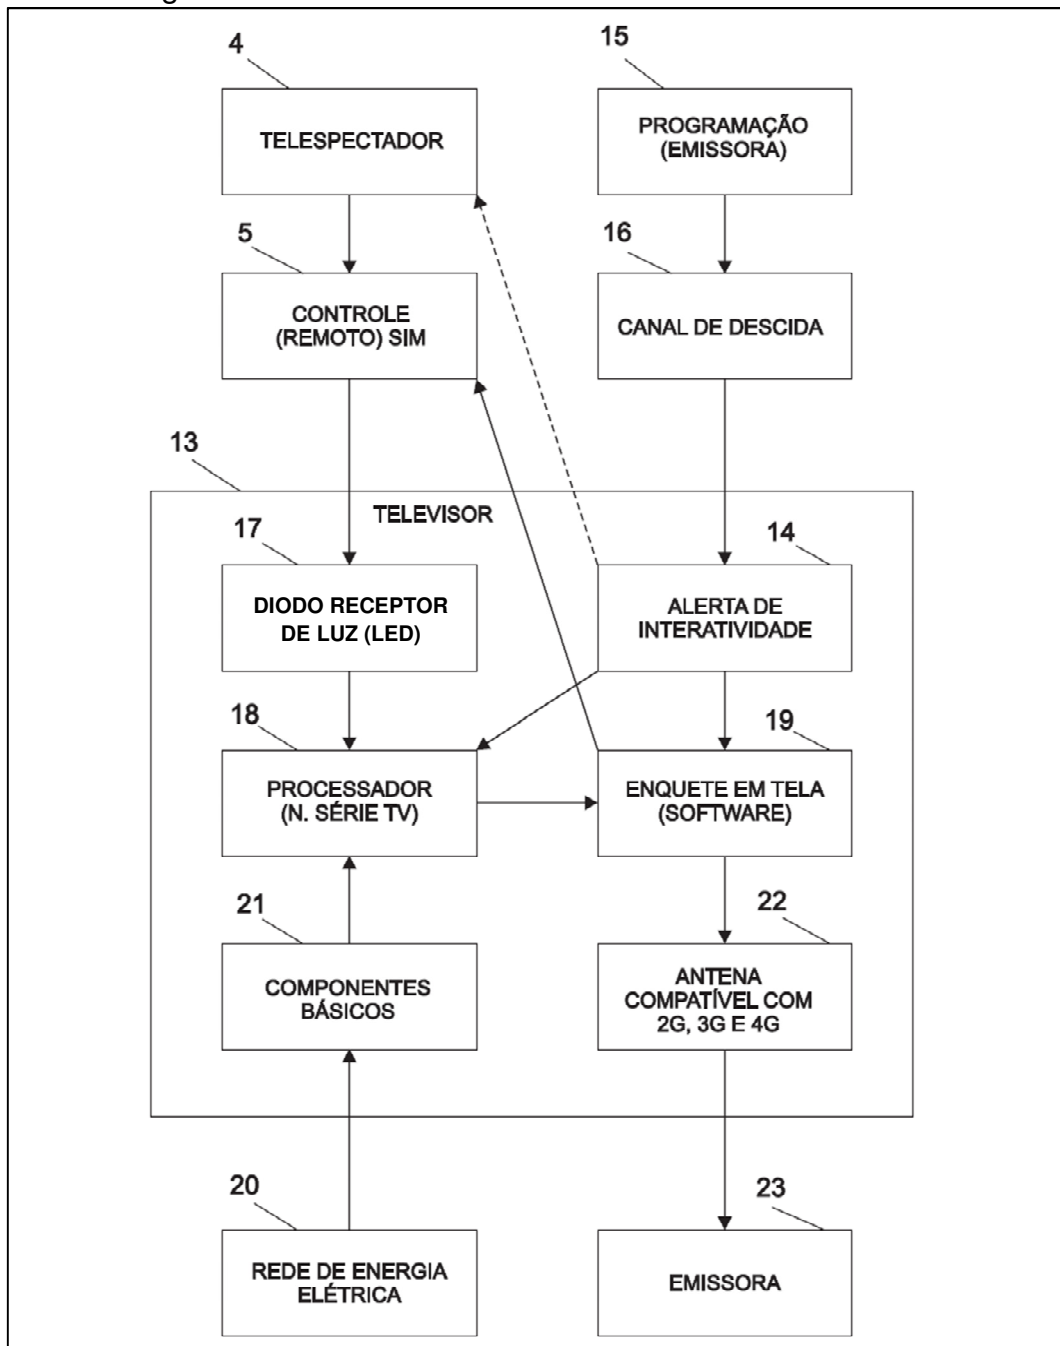 4
TELESPECTADOR
15
PROGRAMAÇÃO
(EMISSORA)
5
CONTROLE
(REMOTO) SIM
16
CANAL DE DESCIDA
13
TELEVISOR
17
DIODO RECEPTOR
DE LUZ (LED)
14
ALERTA DE
INTERATIVIDADE
18
PROCESSADOR
(N. SÉRIE TV)
19
ENQUETE EM TELA
(SOFTWARE)
21
COMPONENTES
BÁSICOS
22
ANTENA
COMPATÍVEL COM
2G, 3G E 4G
20
REDE DE ENERGIA
ELÉTRICA
23
EMISSORA